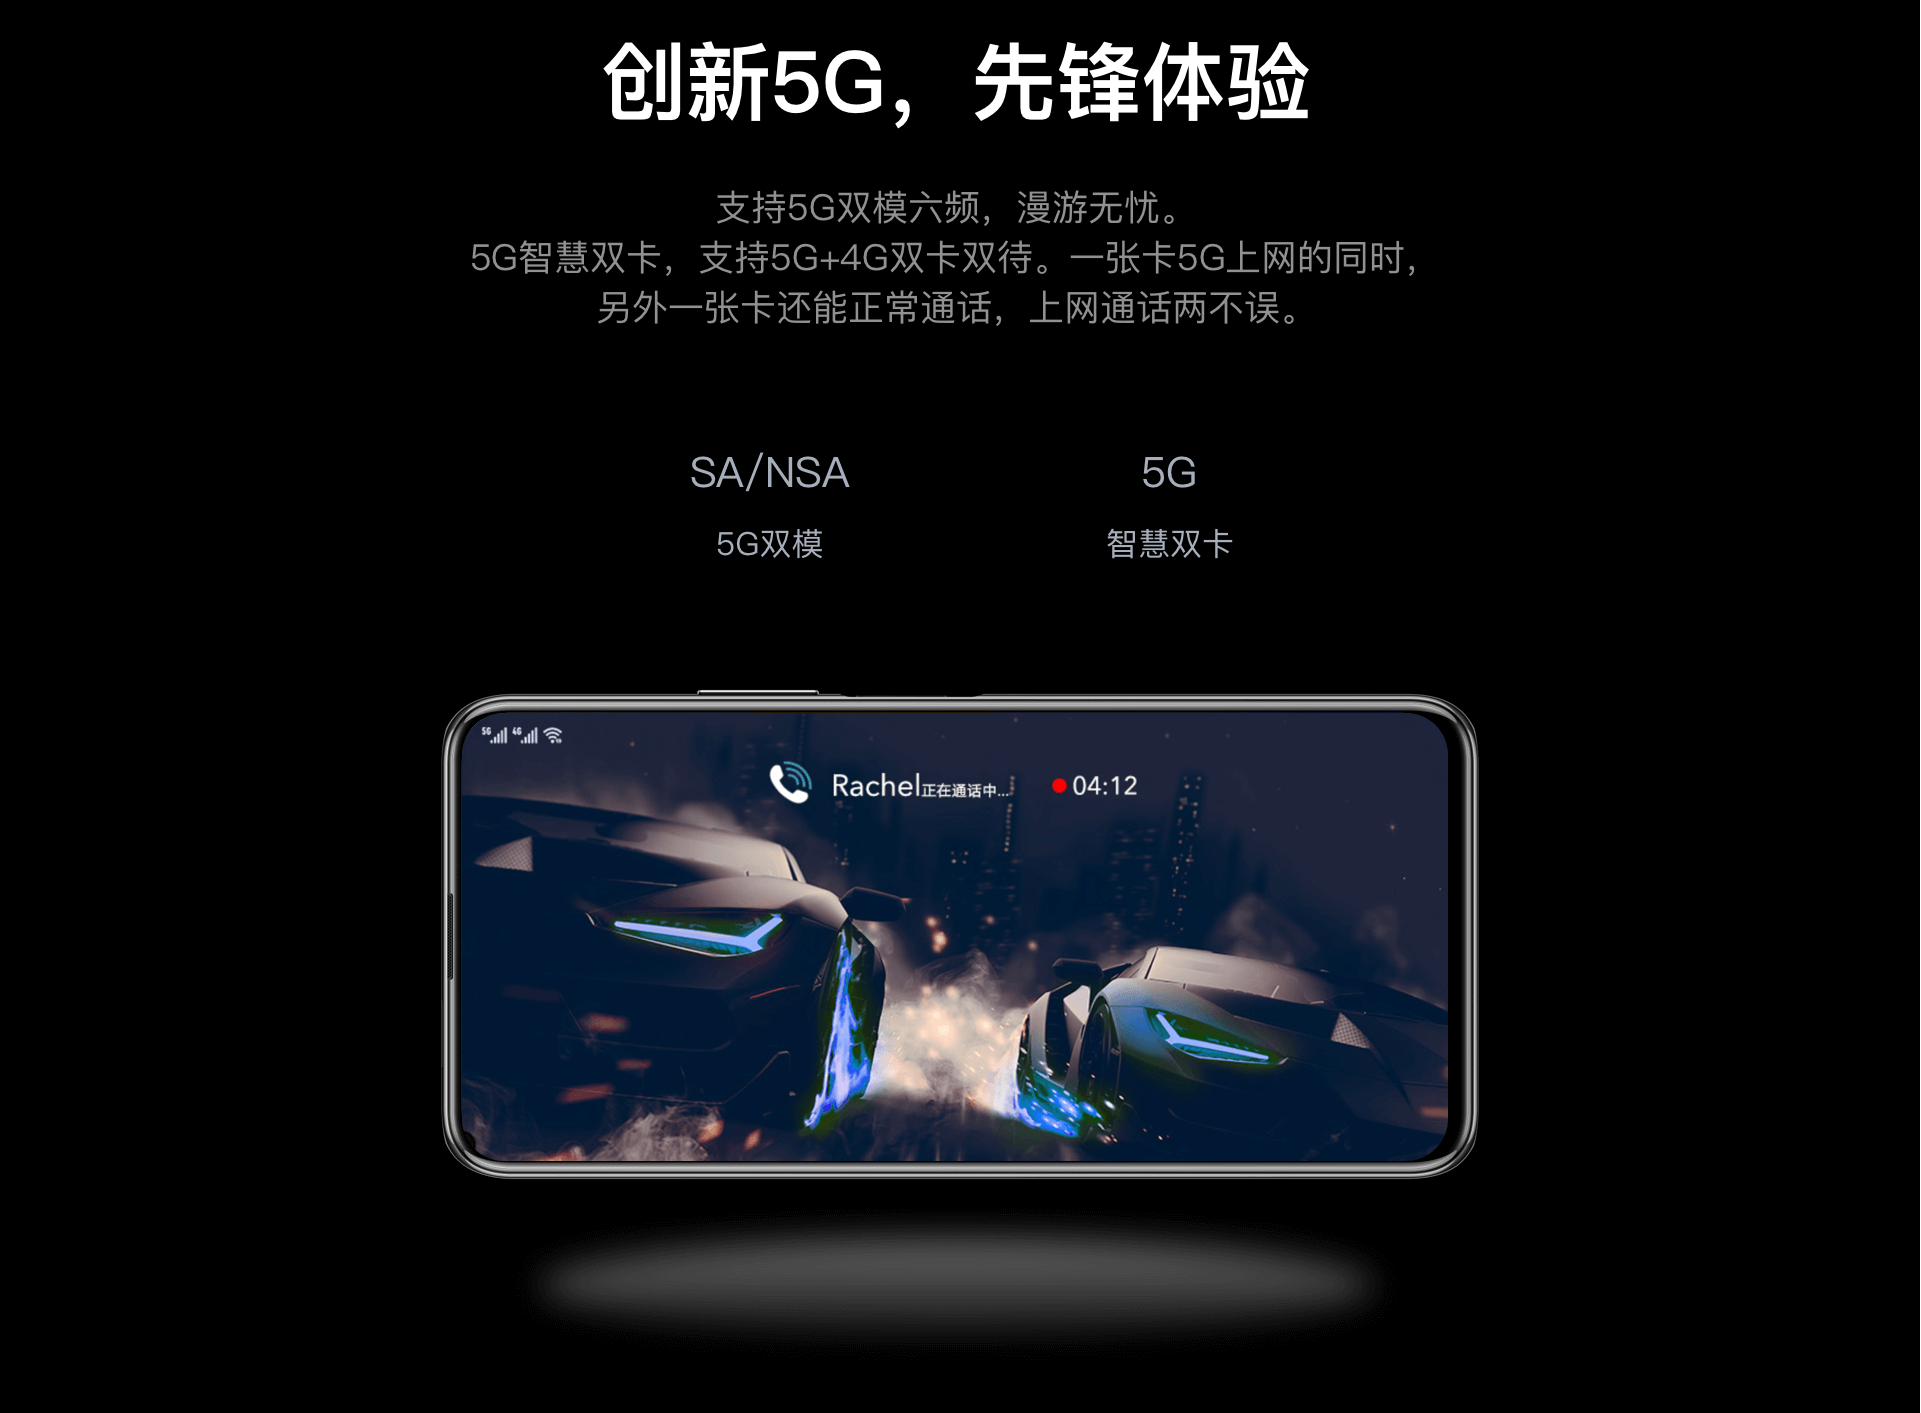 创新5G，先锋体验
支持5G双模六频，漫游无忧。
5G智慧双卡，支持5G+4G双卡双待。一张卡5G上网的同时，
另外一张卡还能正常通话，上网通话两不误。
SA/NSA 5G
5G双模 智慧双卡
5G 4G
Rachel正在通话中... 04:12